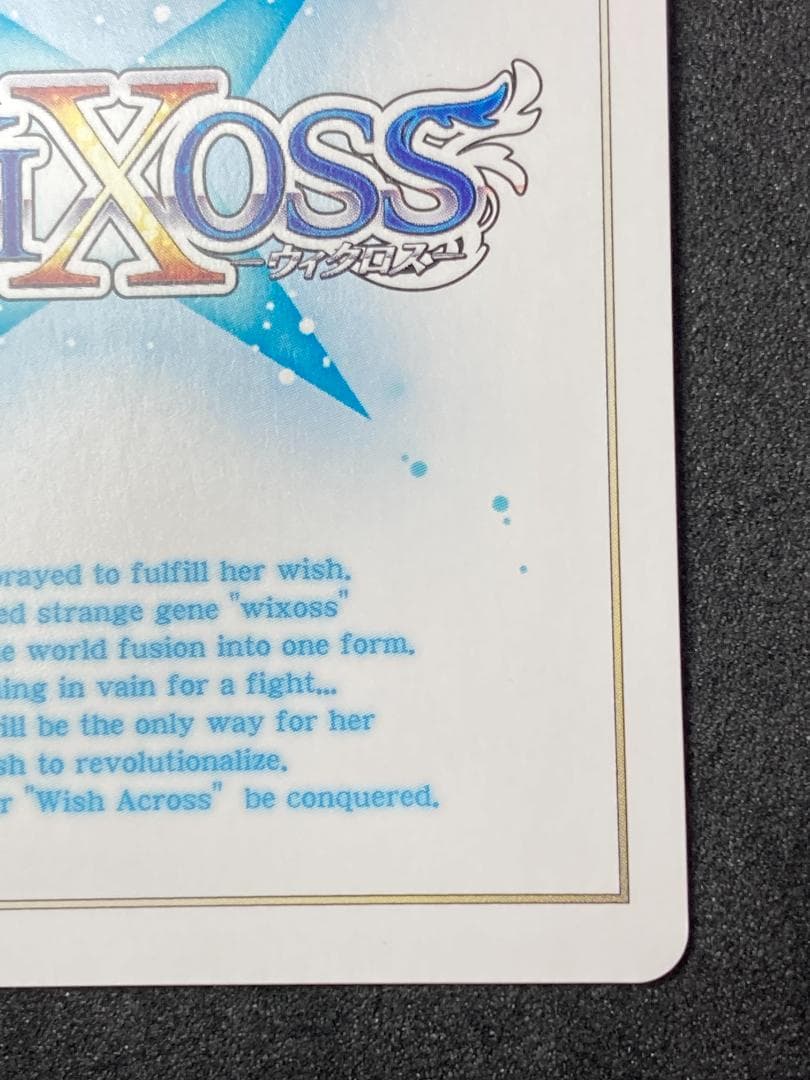 IXOSS
-ウィクロス-
rayed to fulfill her wish.
ed strange gene "wixoss"
e world fusion into one form.
ing in vain for a fight...
ill be the only way for her
sh to revolutionalize.
r "Wish Across" be conquered.